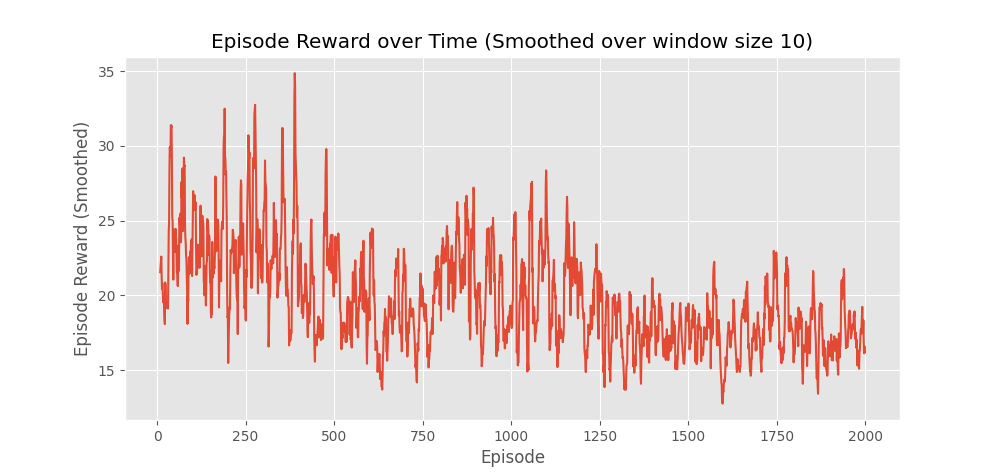 Episode Reward over Time (Smoothed over window size 10)
Episode Reward (Smoothed)
35
30
25
20
15
0 250 500 750 1000 1250 1500 1750 2000
Episode